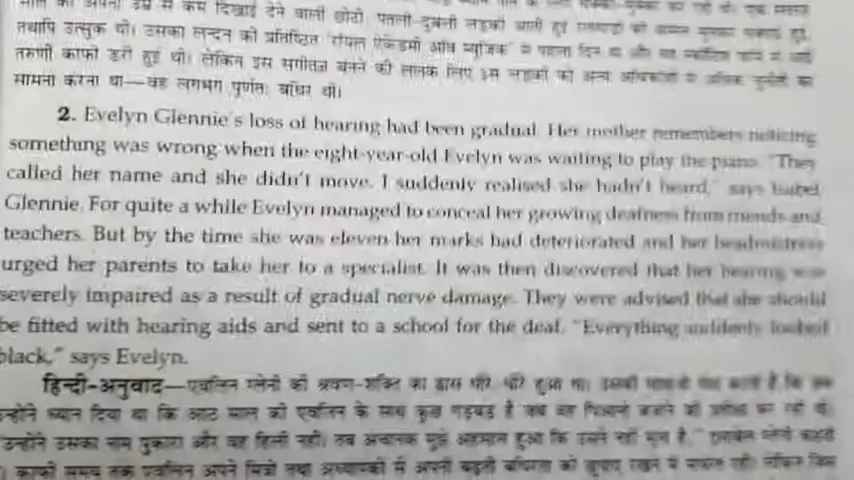 से कम दिखाई देने वाली छोटी, पतली-दुबली लड़की
तथापि उत्सुक थी। उसका लन्दन की प्रतिष्ठित 'रॉयल ऐकेडमी ऑव म्यूजिक' में पहला दिन था और
तरुणी काफी डरी हुई थी। लेकिन इस संगीतज्ञ बनने की लालक लिए इस लड़की को अन्य
सामना करना था—वह लगभग पूर्णतः बधिर थी।
2. Evelyn Glennie's loss of hearing had been gradual. Her mother remembers noticing
something was wrong when the eight-year-old Evelyn was waiting to play the piano. "They
called her name and she didn't move. I suddenly realised she hadn't heard," says Isabel
Glennie. For quite a while Evelyn managed to conceal her growing deafness from friends and
teachers. But by the time she was eleven her marks had deteriorated and her headmistress
urged her parents to take her to a specialist. It was then discovered that her hearing was
severely impaired as a result of gradual nerve damage. They were advised that she should
be fitted with hearing aids and sent to a school for the deaf. "Everything suddenly looked
black," says Evelyn.
हिन्दी-अनुवाद—एवलिन ग्लेनी की श्रवण-शक्ति का ह्रास धीरे-धीरे हुआ था।
उन्होंने ध्यान दिया था कि आठ साल की एवलिन के साथ कुछ गड़बड़ है जब वह पियानो बजाने की प्रतीक्षा कर रही थी।
"उन्होंने उसका नाम पुकारा और वह हिली नहीं। तब अचानक मुझे अहसास हुआ कि उसने नहीं सुना है,"
काफी समय तक एवलिन अपने मित्रों तथा अध्यापकों से अपनी बढ़ती बधिरता को छुपाए रखने में सफल रही। लेकिन